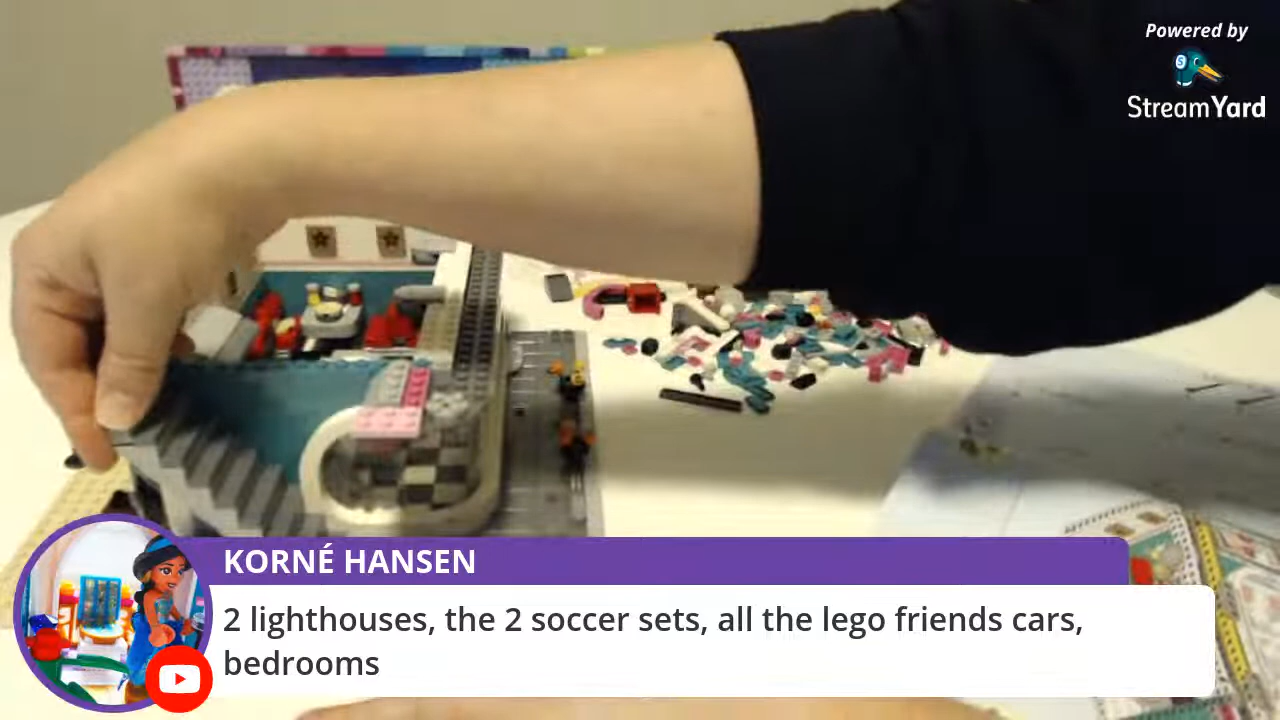 Powered by
StreamYard
KORNÉ HANSEN
2 lighthouses, the 2 soccer sets, all the lego friends cars,
bedrooms